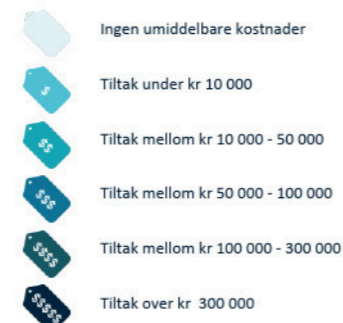 Ingen umiddelbare kostnader
$ Tiltak under kr 10 000
$$ Tiltak mellom kr 10 000 - 50 000
$$$ Tiltak mellom kr 50 000 - 100 000
$$$$ Tiltak mellom kr 100 000 - 300 000
$$$$$ Tiltak over kr 300 000